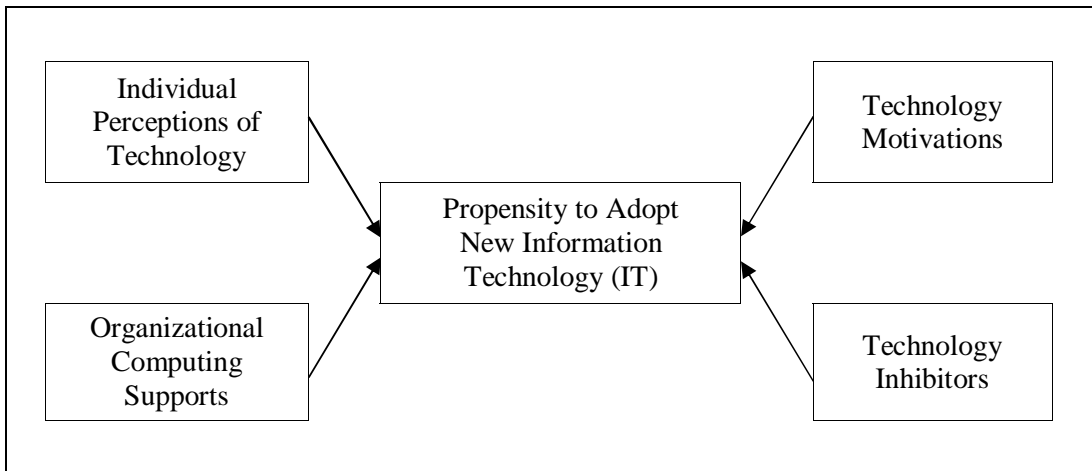 Individual
Perceptions of
Technology
Technology
Motivations
Propensity to Adopt
New Information
Technology (IT)
Organizational
Computing
Supports
Technology
Inhibitors